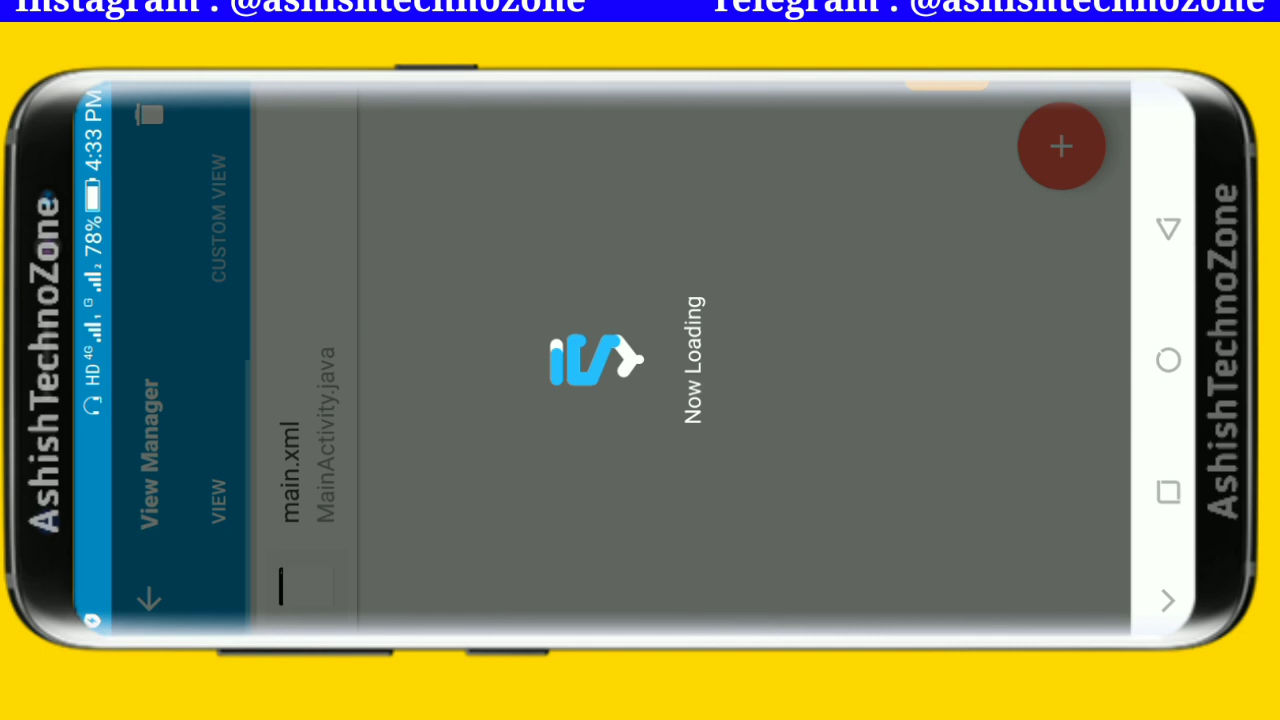 Instagram : @ashishtechnozone
Telegram : @ashishtechnozone
AshishTechnoZone
HD 4G G 2 78% 4:33 PM
View Manager
VIEW
CUSTOM VIEW
main.xml
MainActivity.java
Now Loading
AshishTechnoZone